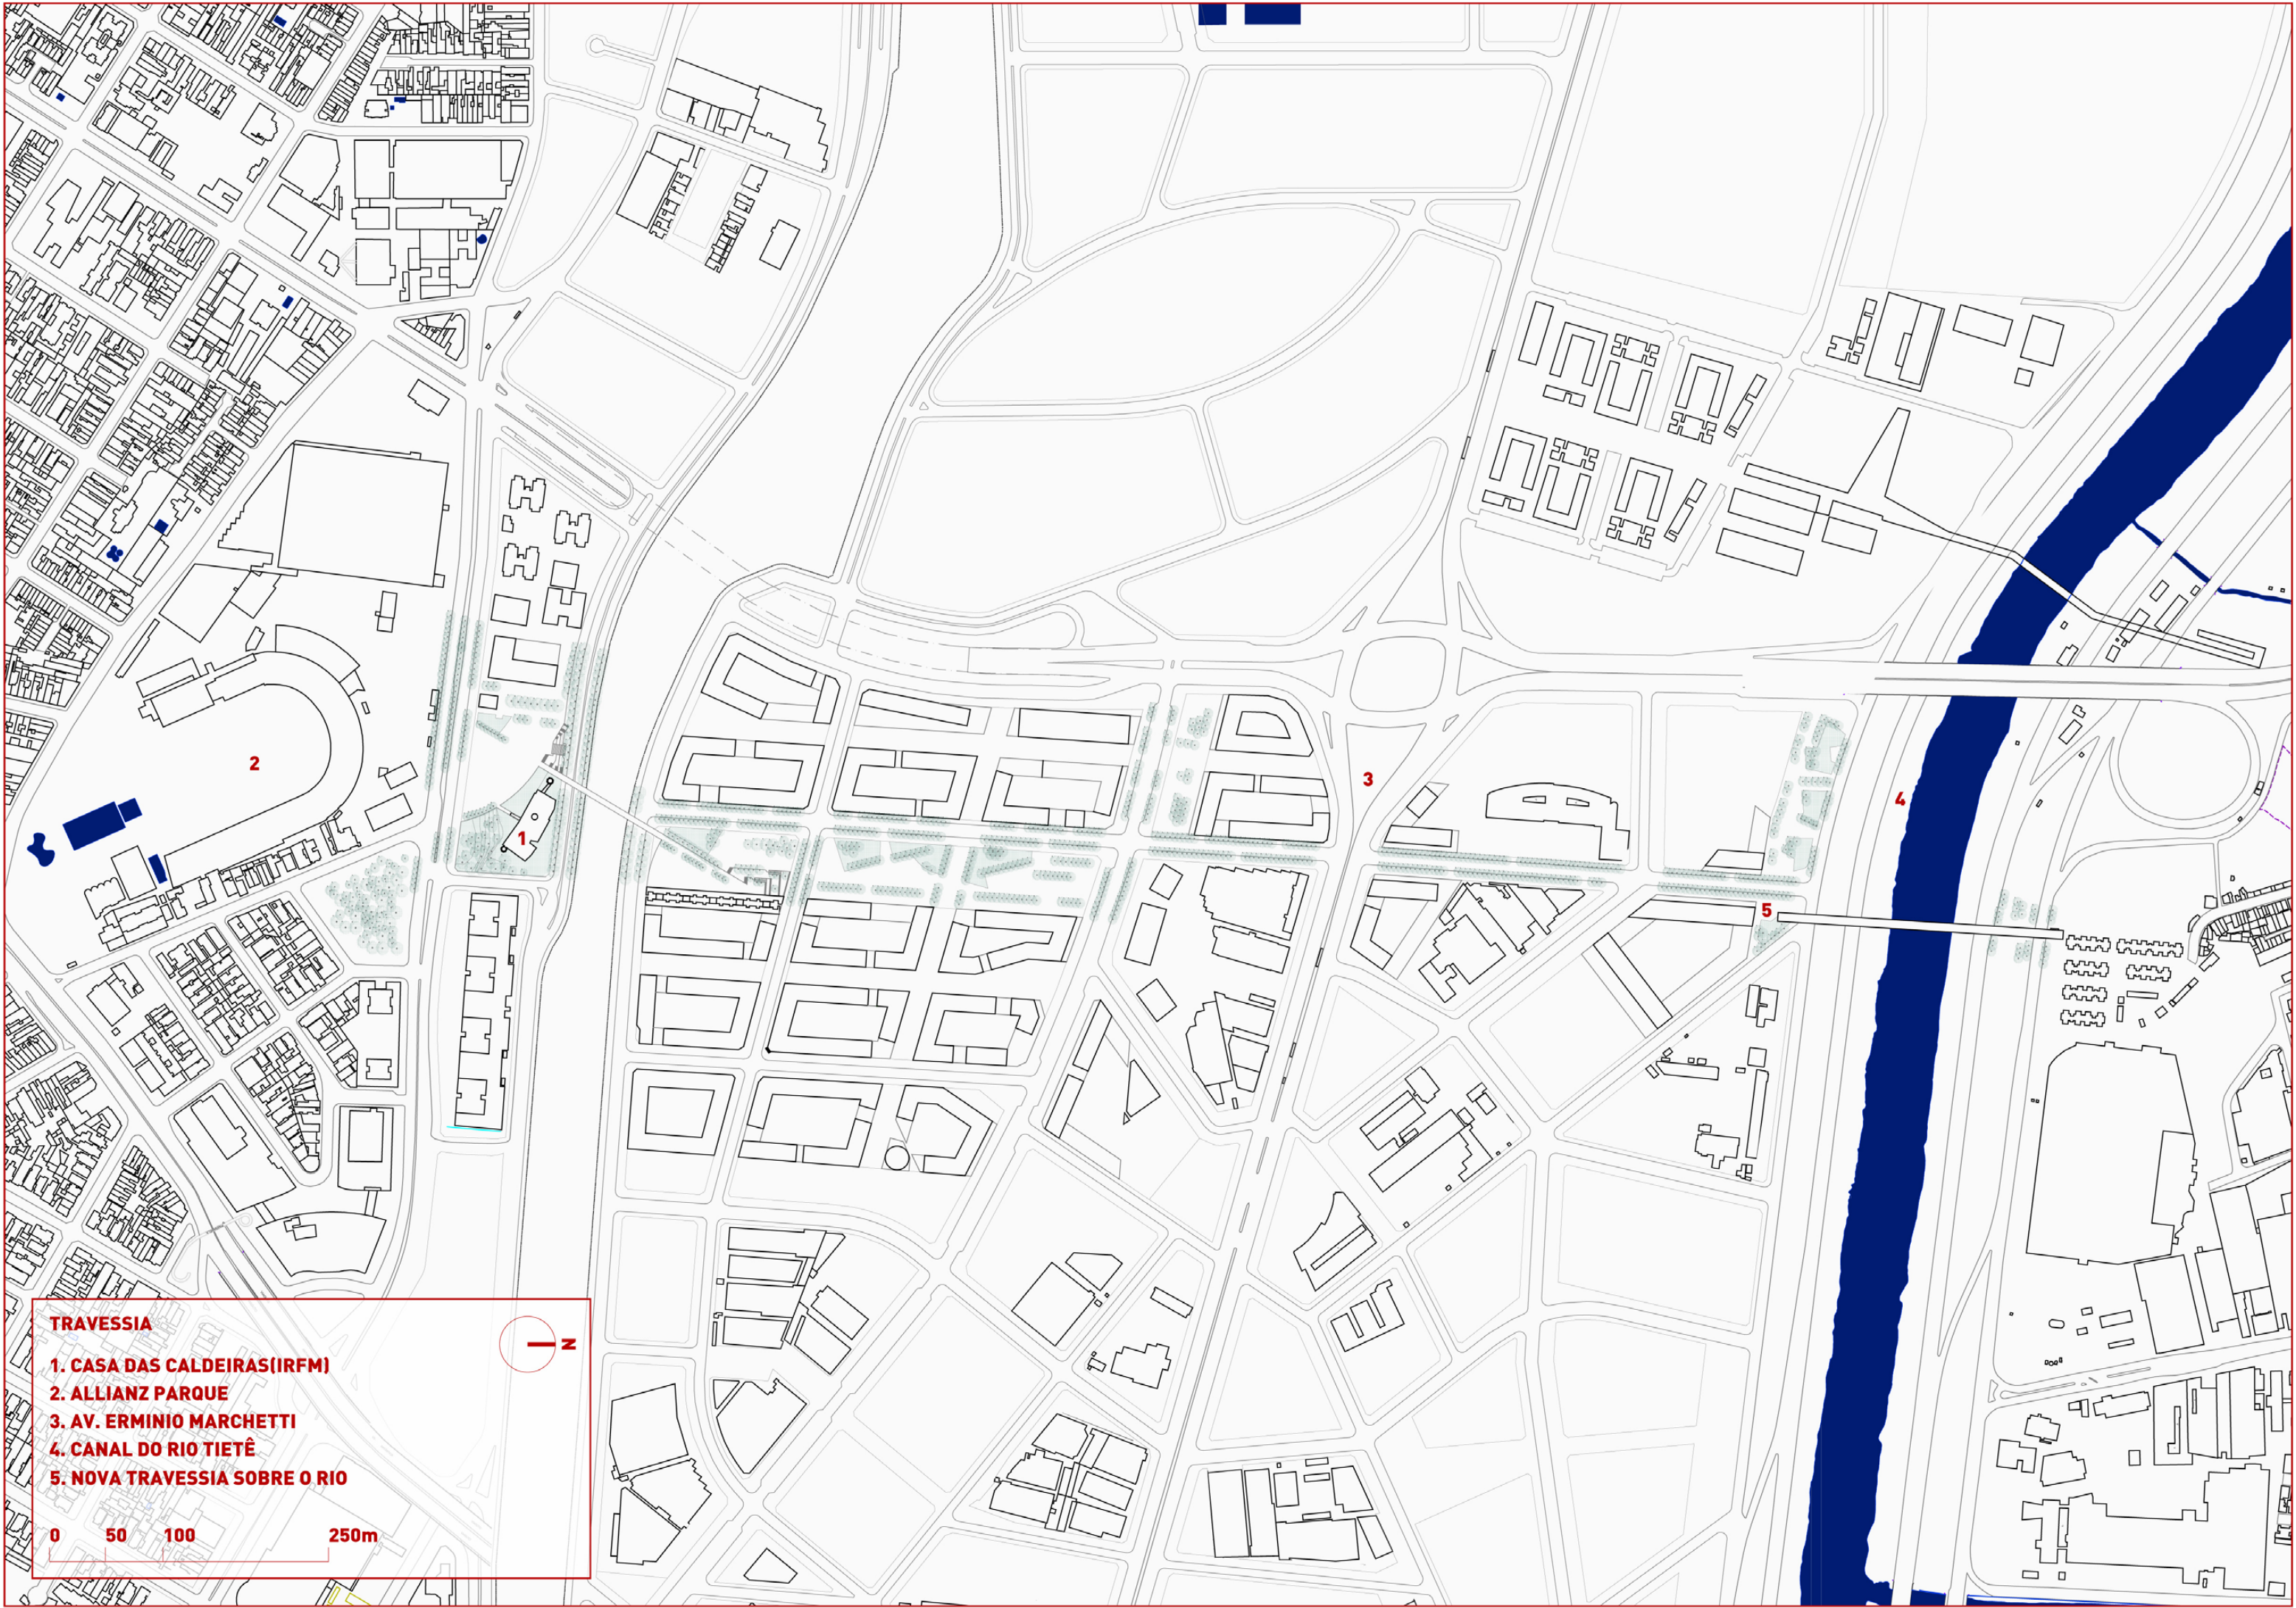 2
1
3
4
5
TRAVESSIA
N
1. CASA DAS CALDEIRAS(IRFM)
2. ALLIANZ PARQUE
3. AV. ERMINIO MARCHETTI
4. CANAL DO RIO TIETÊ
5. NOVA TRAVESSIA SOBRE O RIO
0 50 100 250m